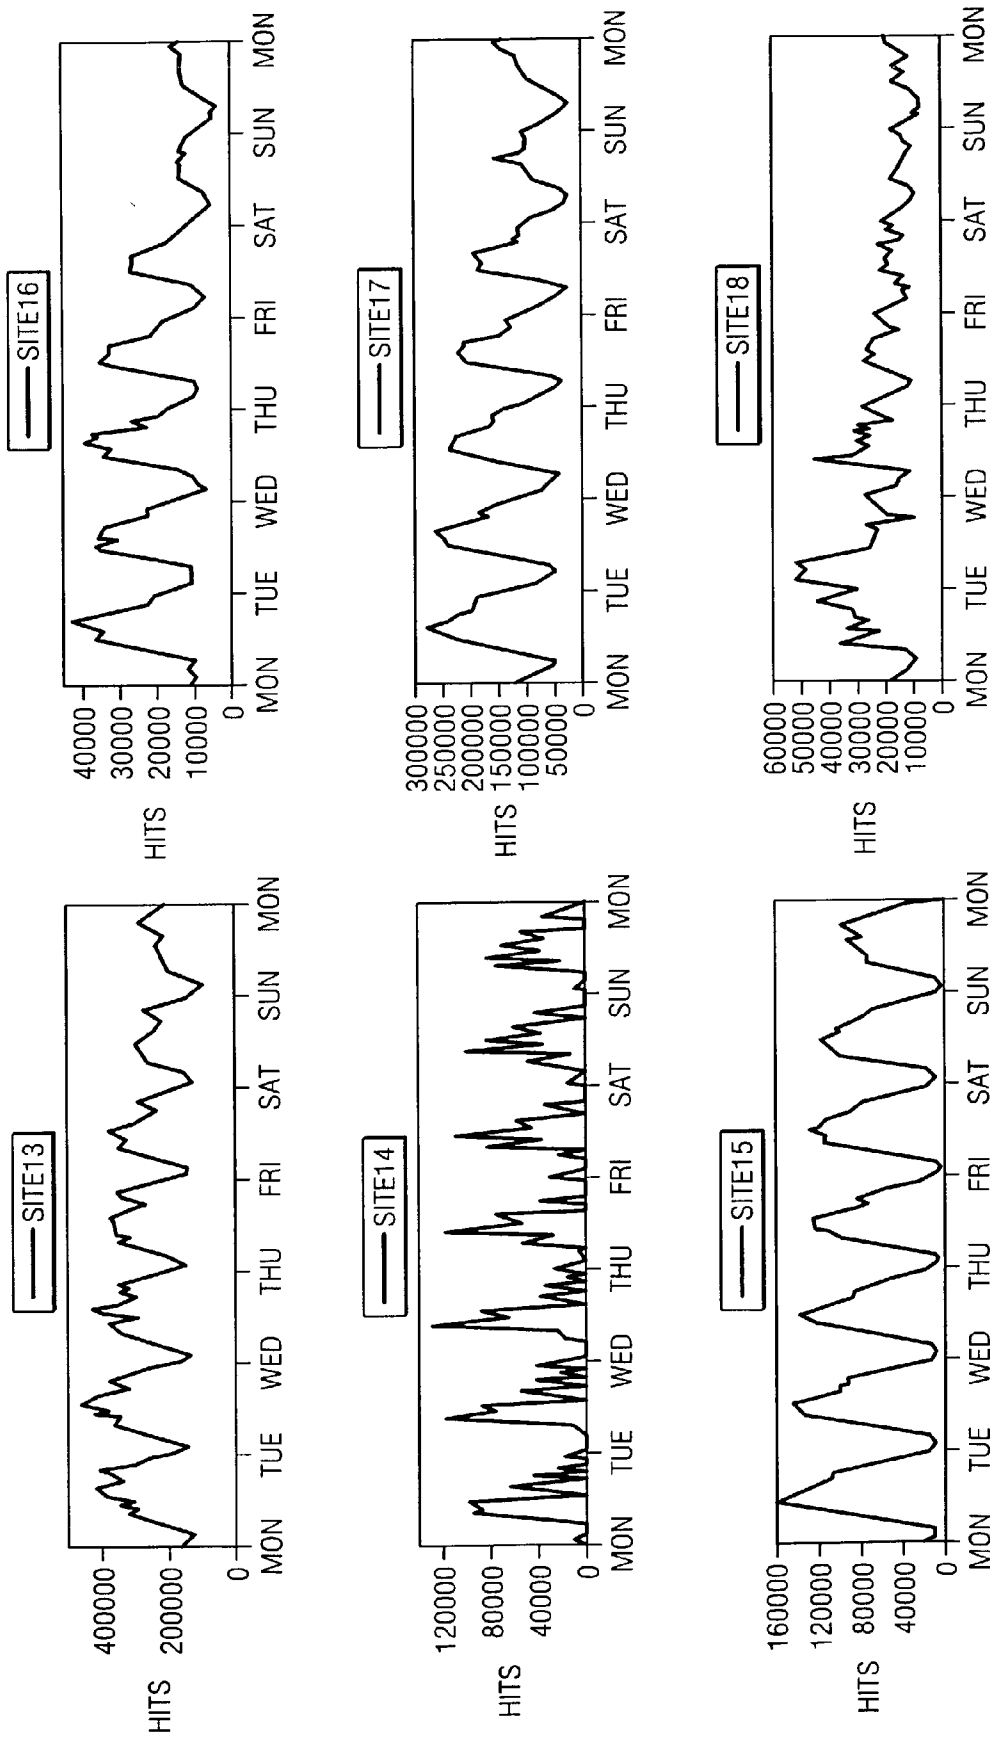 SITE13
HITS
400000
200000
0
MON TUE WED THU FRI SAT SUN MON
SITE16
HITS
40000
30000
20000
10000
0
MON TUE WED THU FRI SAT SUN MON
SITE14
HITS
120000
80000
40000
0
MON TUE WED THU FRI SAT SUN MON
SITE17
HITS
300000
250000
200000
150000
100000
50000
0
MON TUE WED THU FRI SAT SUN MON
SITE15
HITS
160000
120000
80000
40000
0
MON TUE WED THU FRI SAT SUN MON
SITE18
HITS
60000
50000
40000
30000
20000
10000
0
MON TUE WED THU FRI SAT SUN MON